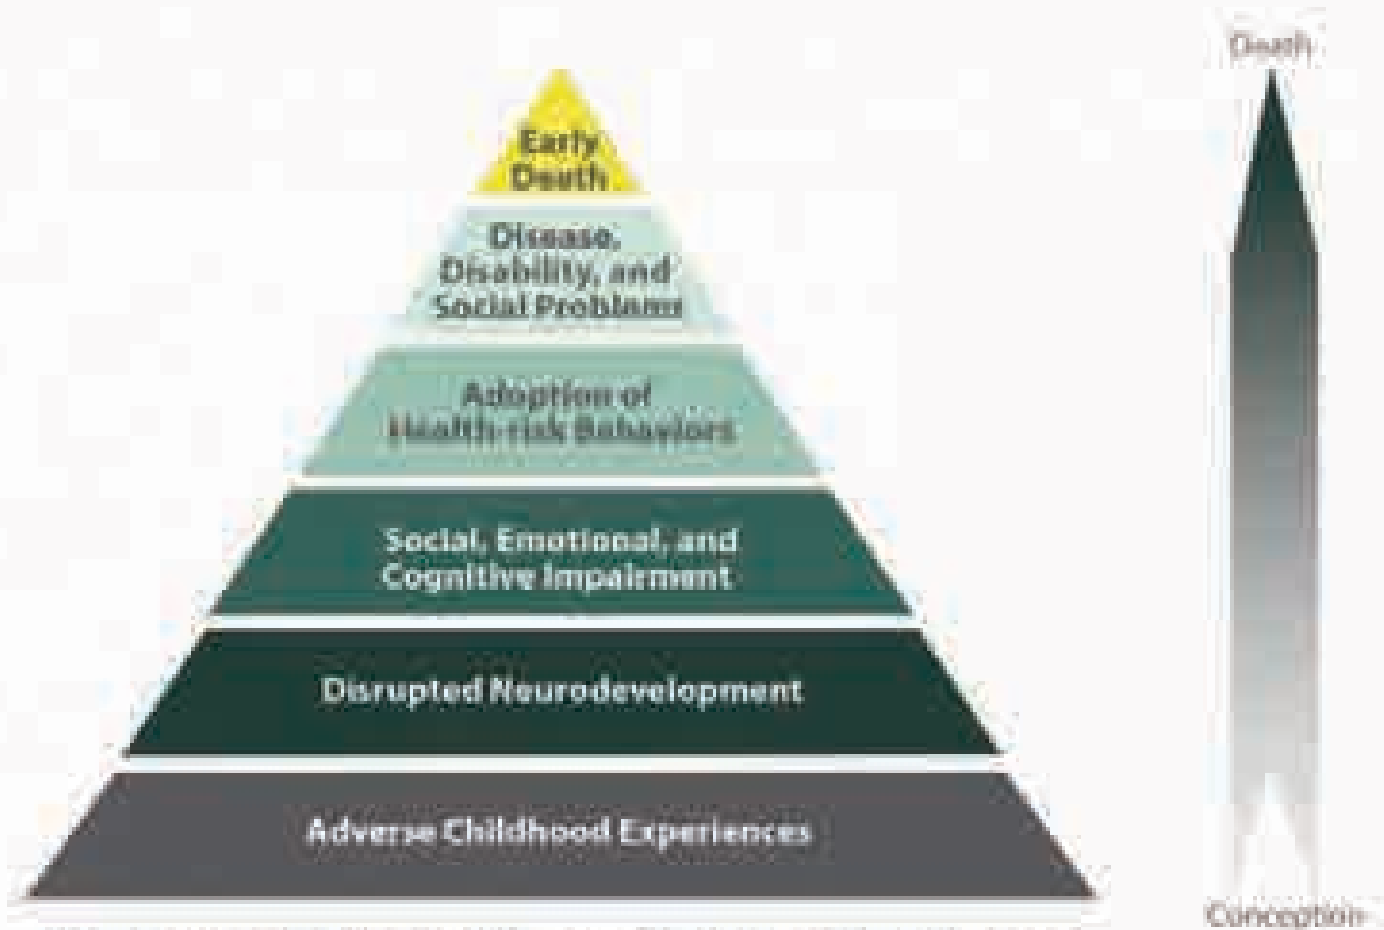 Death
Early
Death
Disease,
Disability, and
Social Problems
Adoption of
Health-risk Behaviors
Social, Emotional, and
Cognitive Impairment
Disrupted Neurodevelopment
Adverse Childhood Experiences
Conception